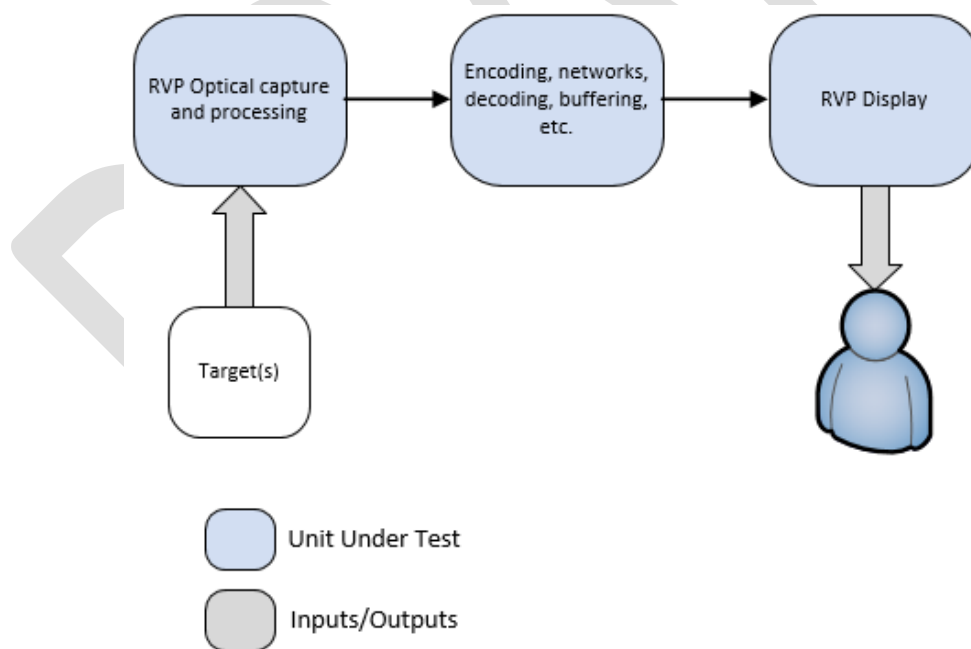 RVP Optical capture
and processing
Encoding, networks,
decoding, buffering,
etc.
RVP Display
Target(s)
Unit Under Test
Inputs/Outputs